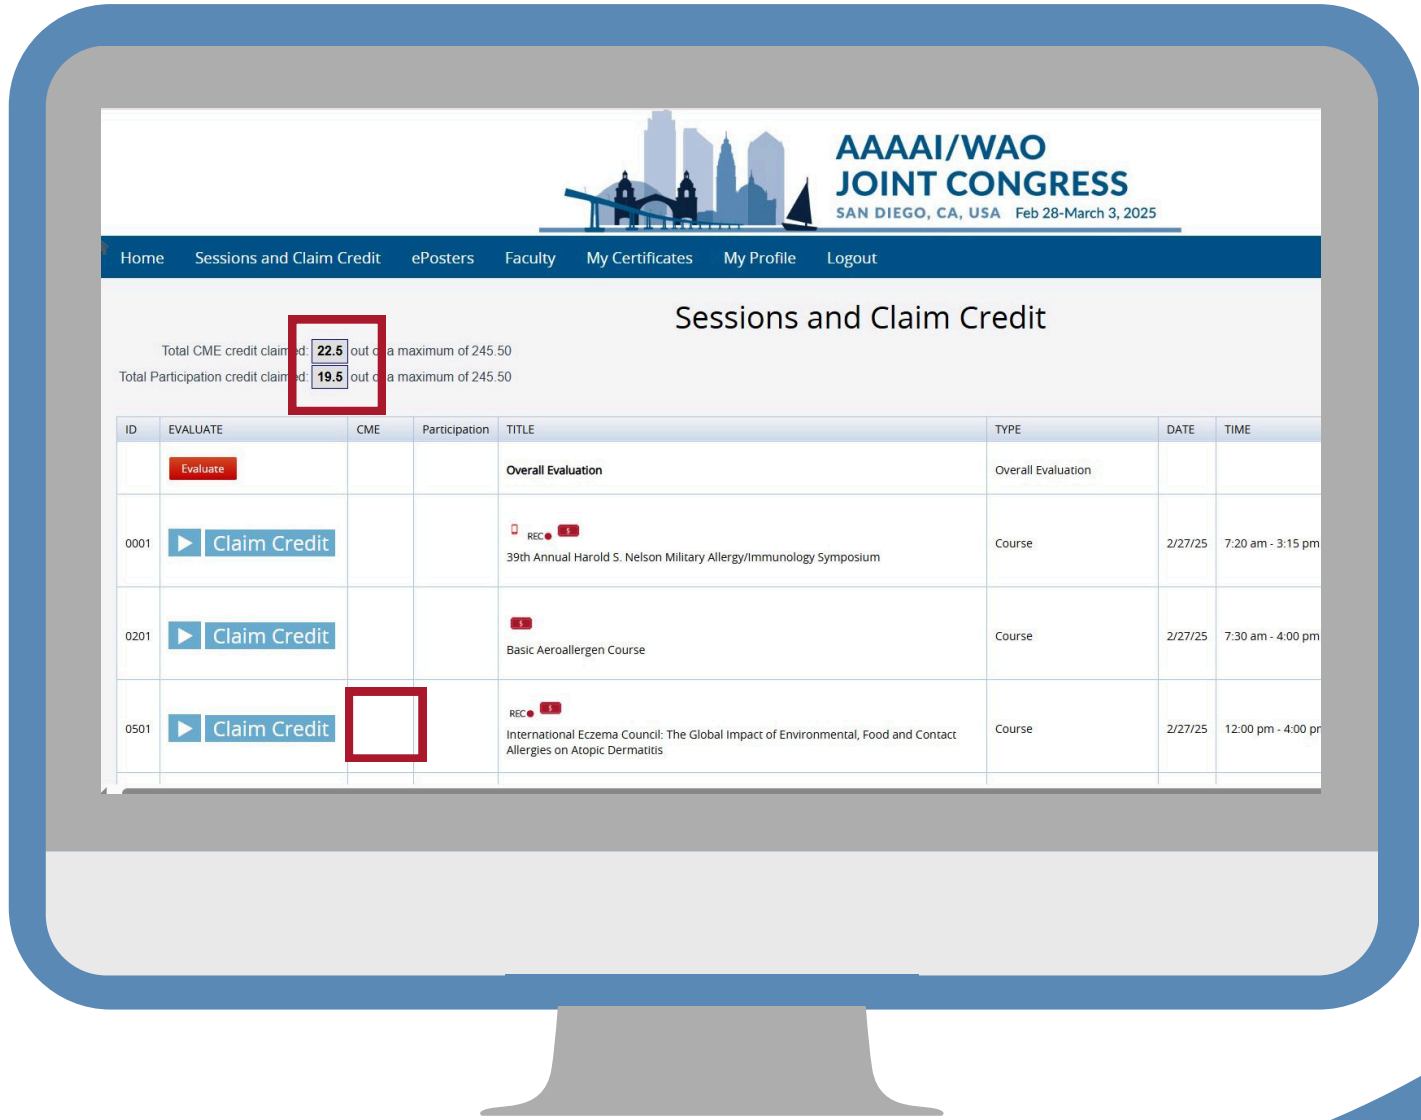 AAAAI/WAO
JOINT CONGRESS
SAN DIEGO, CA, USA Feb 28-March 3, 2025
Home Sessions and Claim Credit ePosters Faculty My Certificates My Profile Logout
Sessions and Claim Credit
Total CME credit claimed: 22.5 out of a maximum of 245.50
Total Participation credit claimed: 19.5 out of a maximum of 245.50
ID EVALUATE CME Participation TITLE TYPE DATE TIME
Evaluate Overall Evaluation Overall Evaluation
REC $
0001 Claim Credit 39th Annual Harold S. Nelson Military Allergy/Immunology Symposium Course 2/27/25 7:20 am - 3:15 pm
$
0201 Claim Credit Basic Aeroallergen Course Course 2/27/25 7:30 am - 4:00 pm
REC $
0501 Claim Credit International Eczema Council: The Global Impact of Environmental, Food and Contact Course 2/27/25 12:00 pm - 4:00 pm
Allergies on Atopic Dermatitis